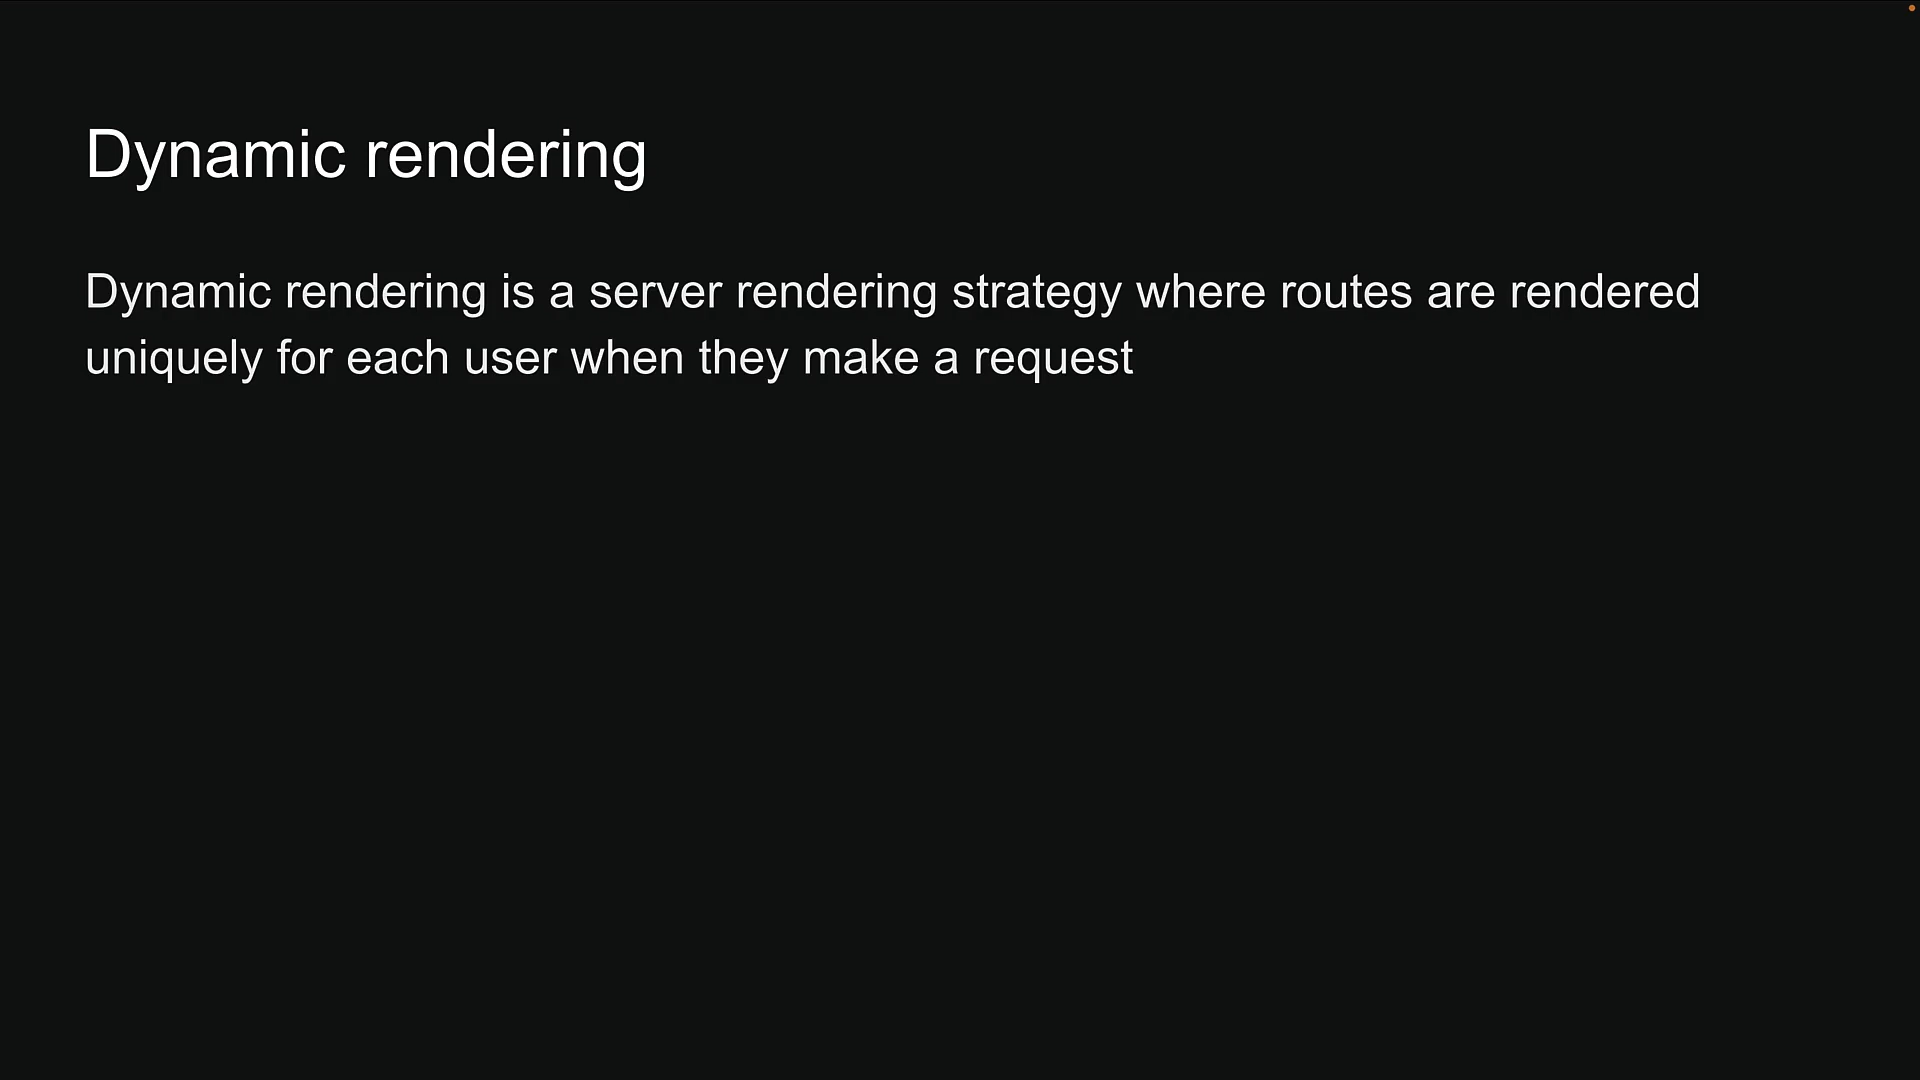 Dynamic rendering
Dynamic rendering is a server rendering strategy where routes are rendered
uniquely for each user when they make a request